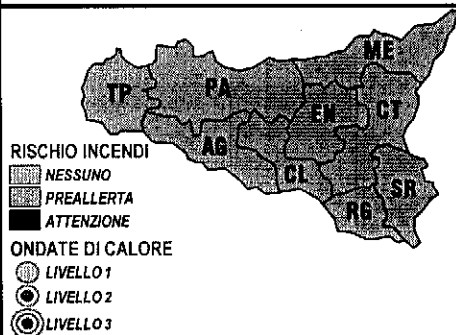 ME
TP
PA
EN
CT
AG
CL
SR
RG
RISCHIO INCENDI
NESSUNO
PREALLERTA
ATTENZIONE
ONDATE DI CALORE
LIVELLO 1
LIVELLO 2
LIVELLO 3